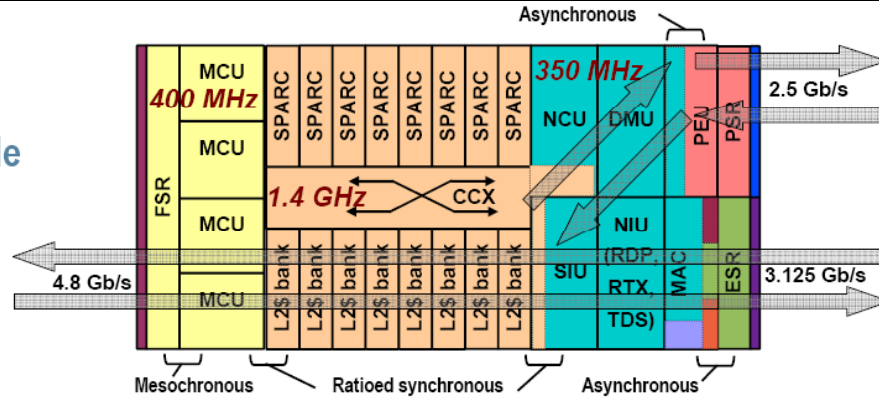 Asynchronous
MCU
400 MHz
MCU
MCU
MCU
FSR
SPARC
SPARC
SPARC
SPARC
SPARC
SPARC
SPARC
SPARC
350 MHz
NCU
DMU
PEU
PSR
2.5 Gb/s
le
1.4 GHz
CCX
L2$ bank
L2$ bank
L2$ bank
L2$ bank
L2$ bank
L2$ bank
L2$ bank
L2$ bank
SIU
NIU
(RDP,
RTX,
TDS)
MAC
ESR
4.8 Gb/s
3.125 Gb/s
Mesochronous
Ratioed synchronous
Asynchronous